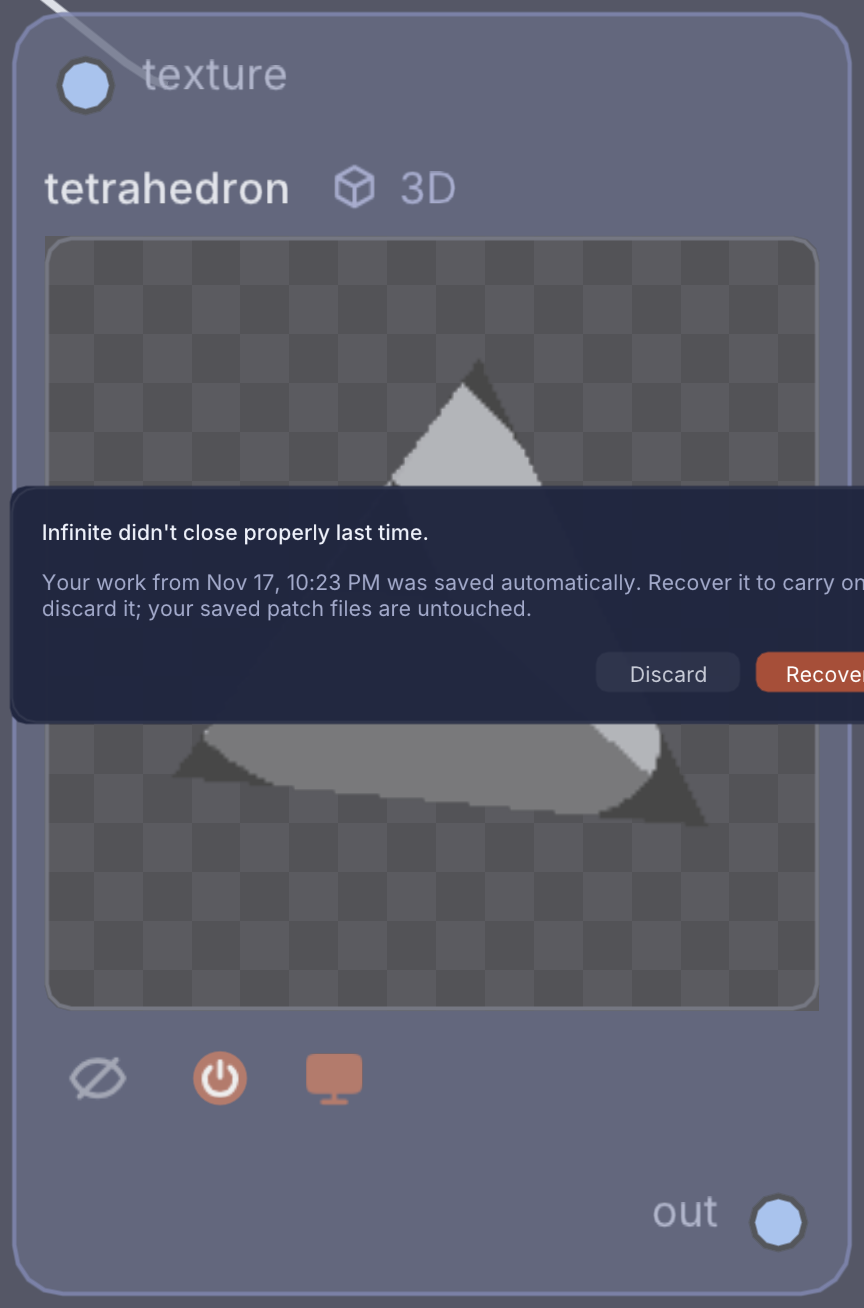 texture
tetrahedron 3D
Infinite didn't close properly last time.
Your work from Nov 17, 10:23 PM was saved automatically. Recover it to carry on
discard it; your saved patch files are untouched.
Discard
out